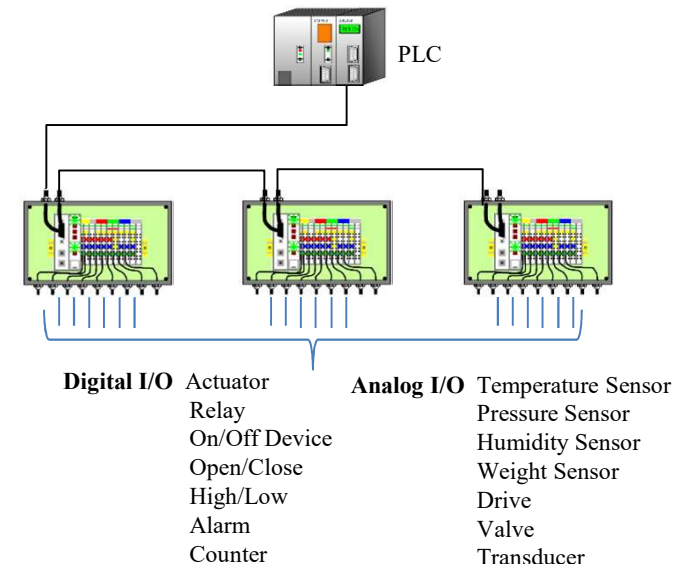 PLC
Digital I/O Actuator
Relay
On/Off Device
Open/Close
High/Low
Alarm
Counter
Analog I/O Temperature Sensor
Pressure Sensor
Humidity Sensor
Weight Sensor
Drive
Valve
Transducer